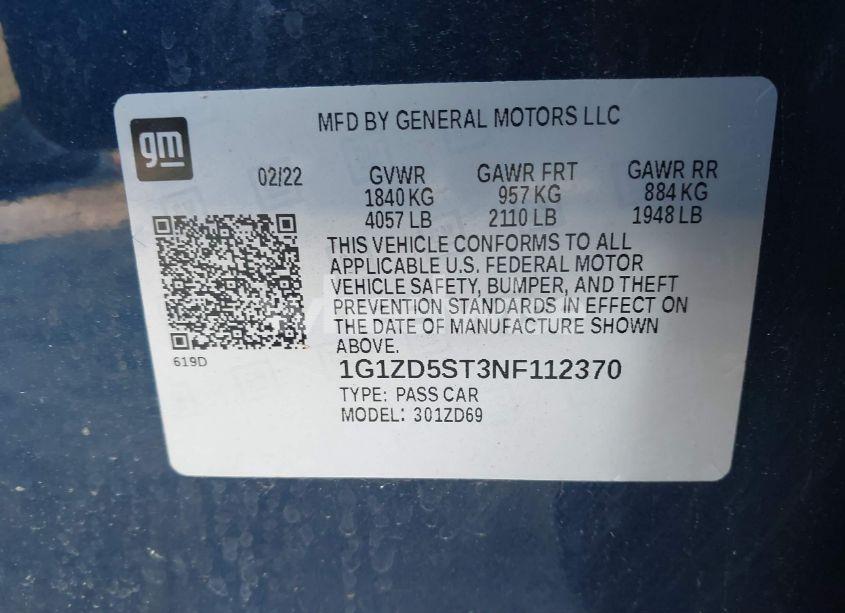 gm
MFD BY GENERAL MOTORS LLC
02/22 GVWR GAWR FRT GAWR RR
1840 KG 957 KG 884 KG
4057 LB 2110 LB 1948 LB
THIS VEHICLE CONFORMS TO ALL
APPLICABLE U.S. FEDERAL MOTOR
VEHICLE SAFETY, BUMPER, AND THEFT
PREVENTION STANDARDS IN EFFECT ON
THE DATE OF MANUFACTURE SHOWN
ABOVE.
619D
1G1ZD5ST3NF112370
TYPE: PASS CAR
MODEL: 301ZD69